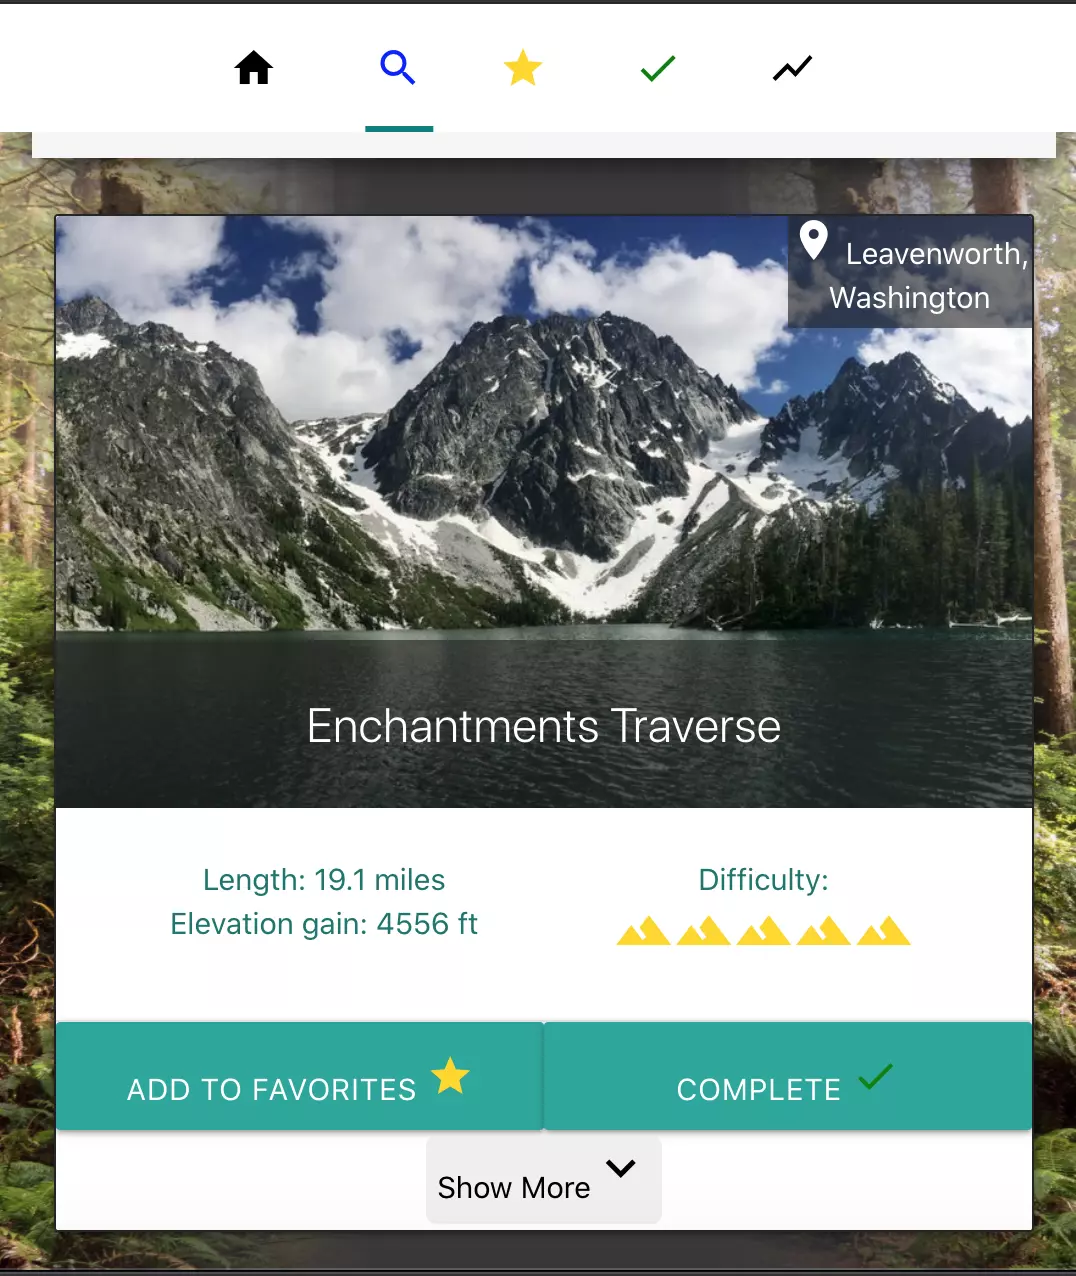 Leavenworth,
Washington
Enchantments Traverse
Length: 19.1 miles
Elevation gain: 4556 ft
Difficulty:
ADD TO FAVORITES
COMPLETE
Show More